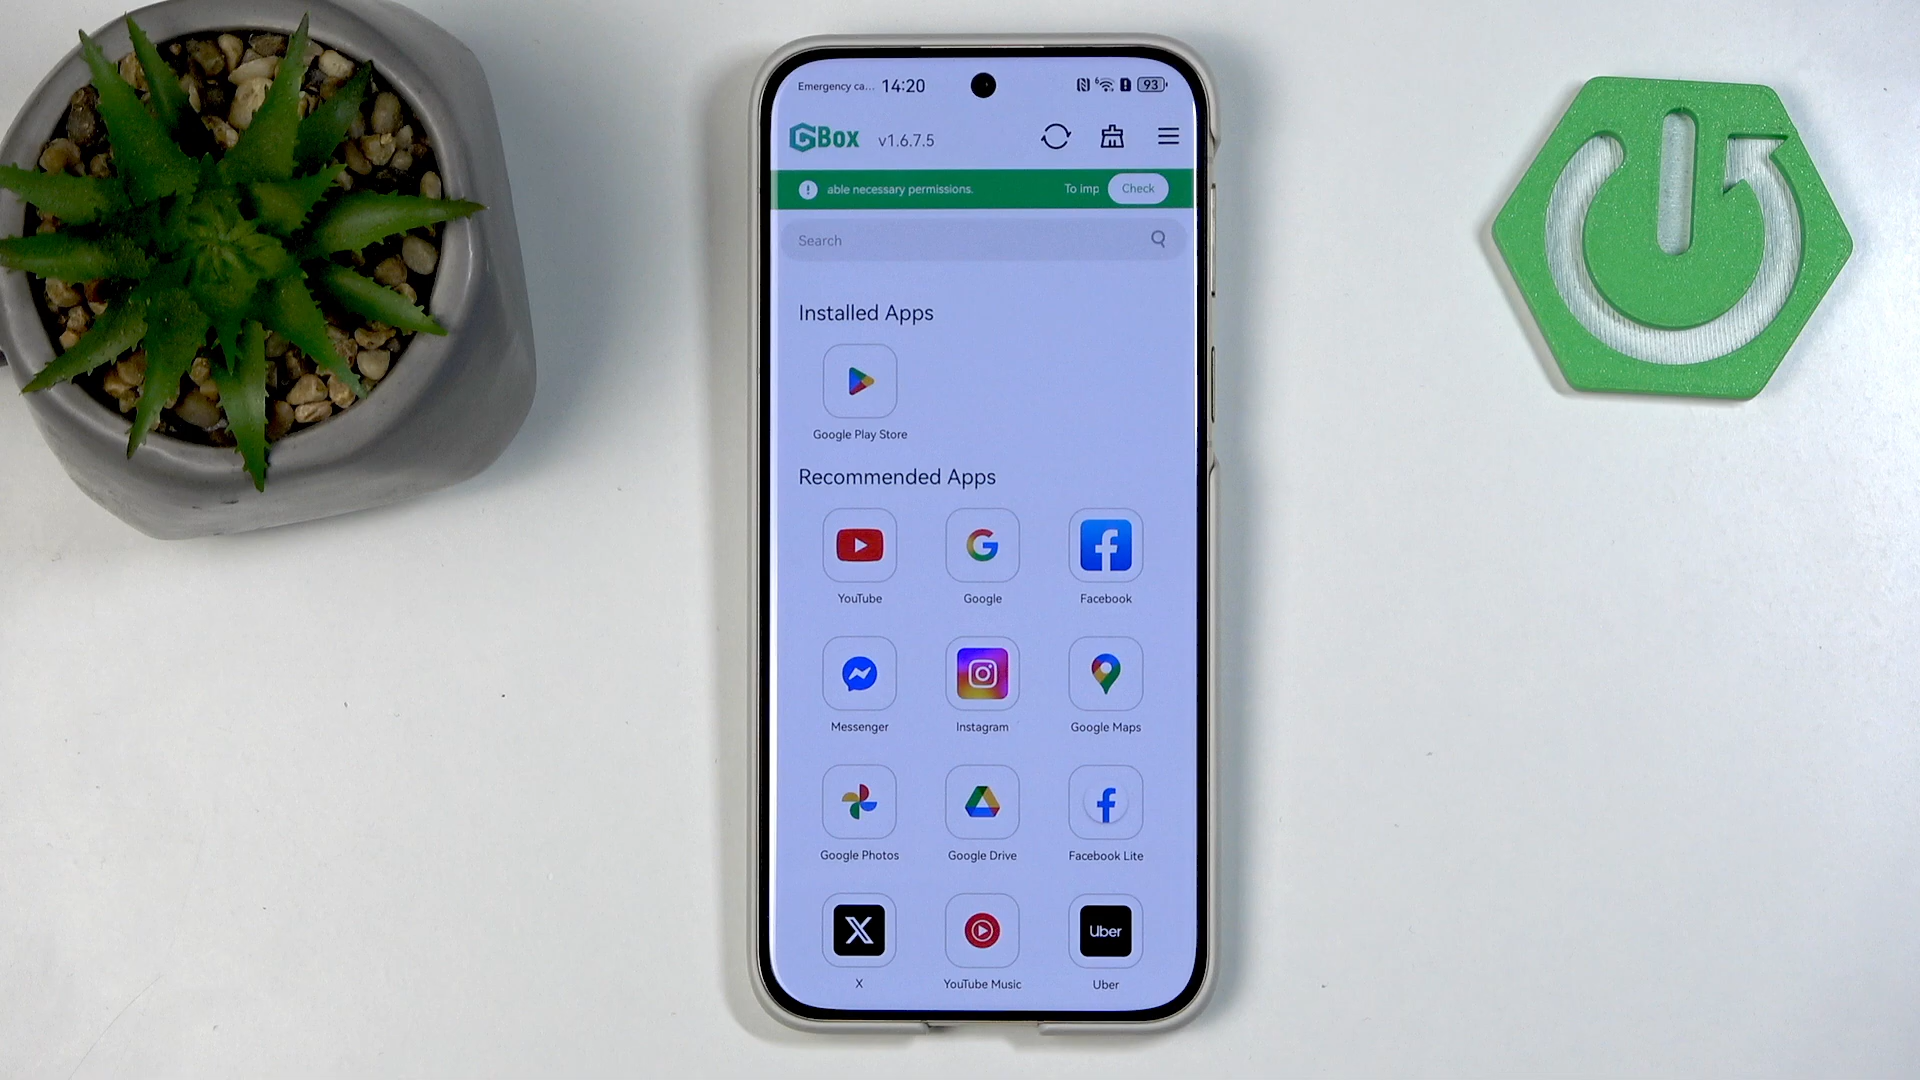 Emergency ca... 14:20 93
GBox v1.6.7.5
able necessary permissions. To imp Check
Search
Installed Apps
Google Play Store
Recommended Apps
YouTube Google Facebook
Messenger Instagram Google Maps
Google Photos Google Drive Facebook Lite
Uber
X YouTube Music Uber